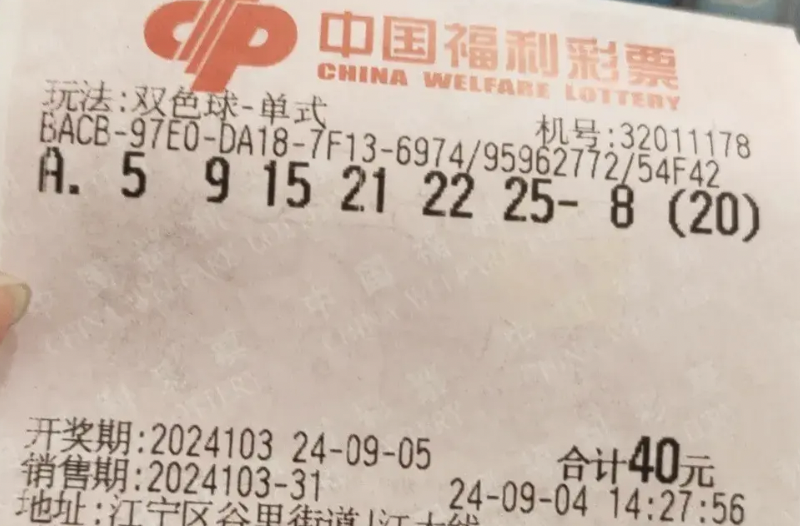 中国福利彩票
CHINA WELFARE LOTTERY
玩法:双色球-单式
机号:32011178
BACB-97E0-DA18-7F13-6974/95962772/54F42
A. 5 9 15 21 22 25- 8 (20)
开奖期:2024103 24-09-05
合计40元
销售期:2024103-31
24-09-04 14:27:56
地址:江宁区谷里街道